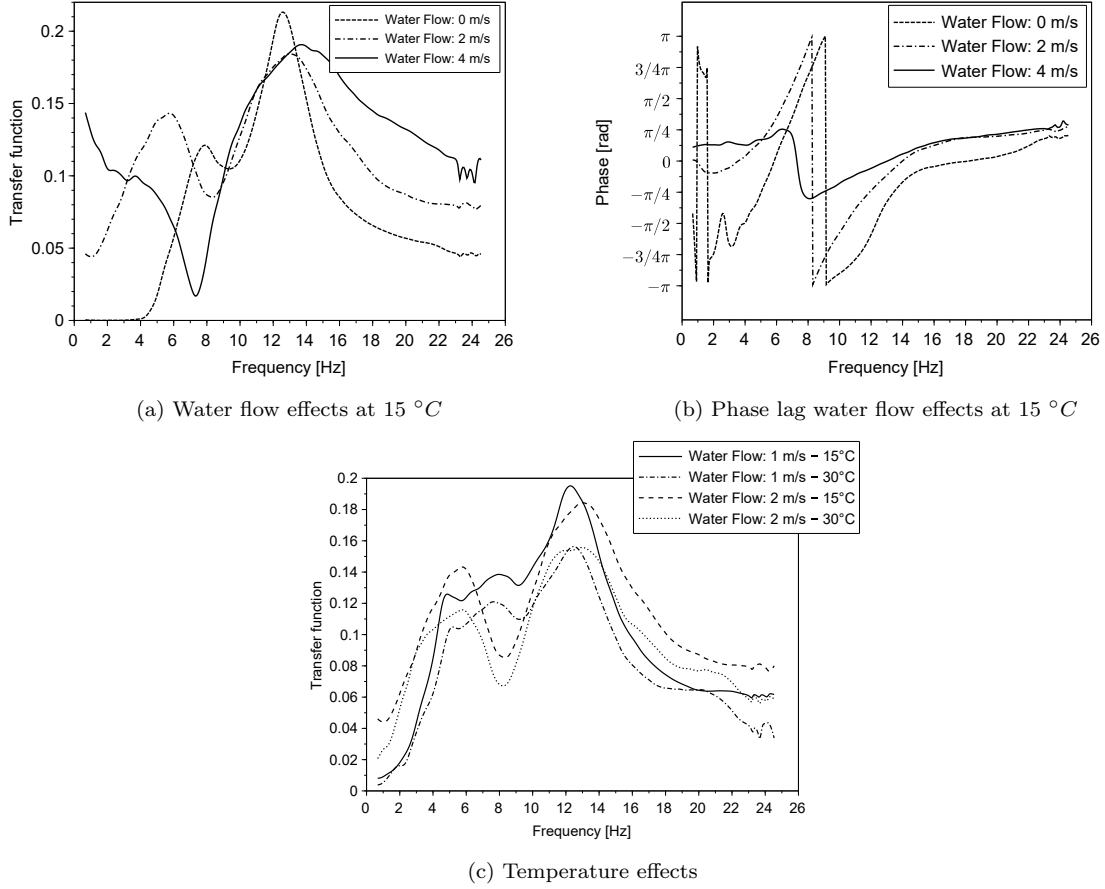 Water Flow: 0 m/s
Water Flow: 2 m/s
Water Flow: 4 m/s
0.2
0.15
0.1
0.05
0
Transfer function
0 2 4 6 8 10 12 14 16 18 20 22 24 26
Frequency [Hz]
(a) Water flow effects at 15 °C
Water Flow: 0 m/s
Water Flow: 2 m/s
Water Flow: 4 m/s
π
3/4π
π/2
π/4
0
−π/4
−π/2
−3/4π
−π
Phase [rad]
0 2 4 6 8 10 12 14 16 18 20 22 24 26
Frequency [Hz]
(b) Phase lag water flow effects at 15 °C
Water Flow: 1 m/s − 15°C
Water Flow: 1 m/s − 30°C
Water Flow: 2 m/s − 15°C
Water Flow: 2 m/s − 30°C
0.2
0.18
0.16
0.14
0.12
0.1
0.08
0.06
0.04
0.02
0
Transfer function
0 2 4 6 8 10 12 14 16 18 20 22 24 26
Frequency [Hz]
(c) Temperature effects